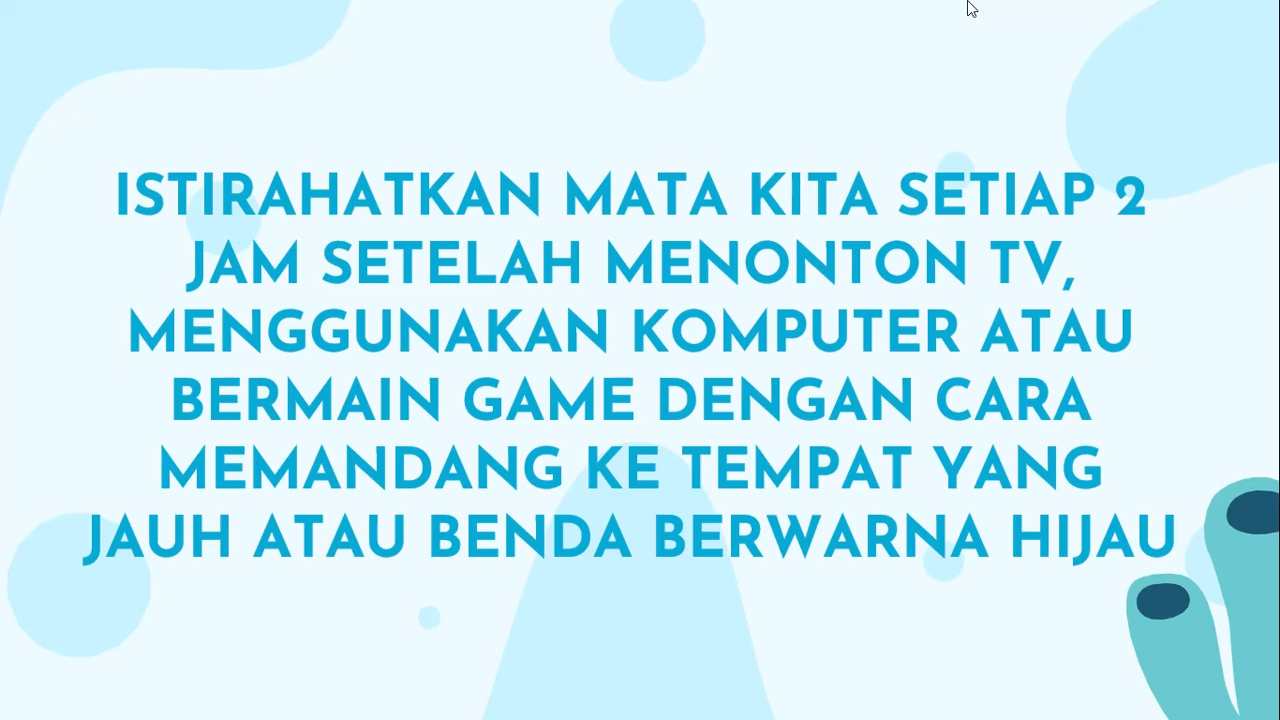 ISTIRAHATKAN MATA KITA SETIAP 2
JAM SETELAH MENONTON TV,
MENGGUNAKAN KOMPUTER ATAU
BERMAIN GAME DENGAN CARA
MEMANDANG KE TEMPAT YANG
JAUH ATAU BENDA BERWARNA HIJAU